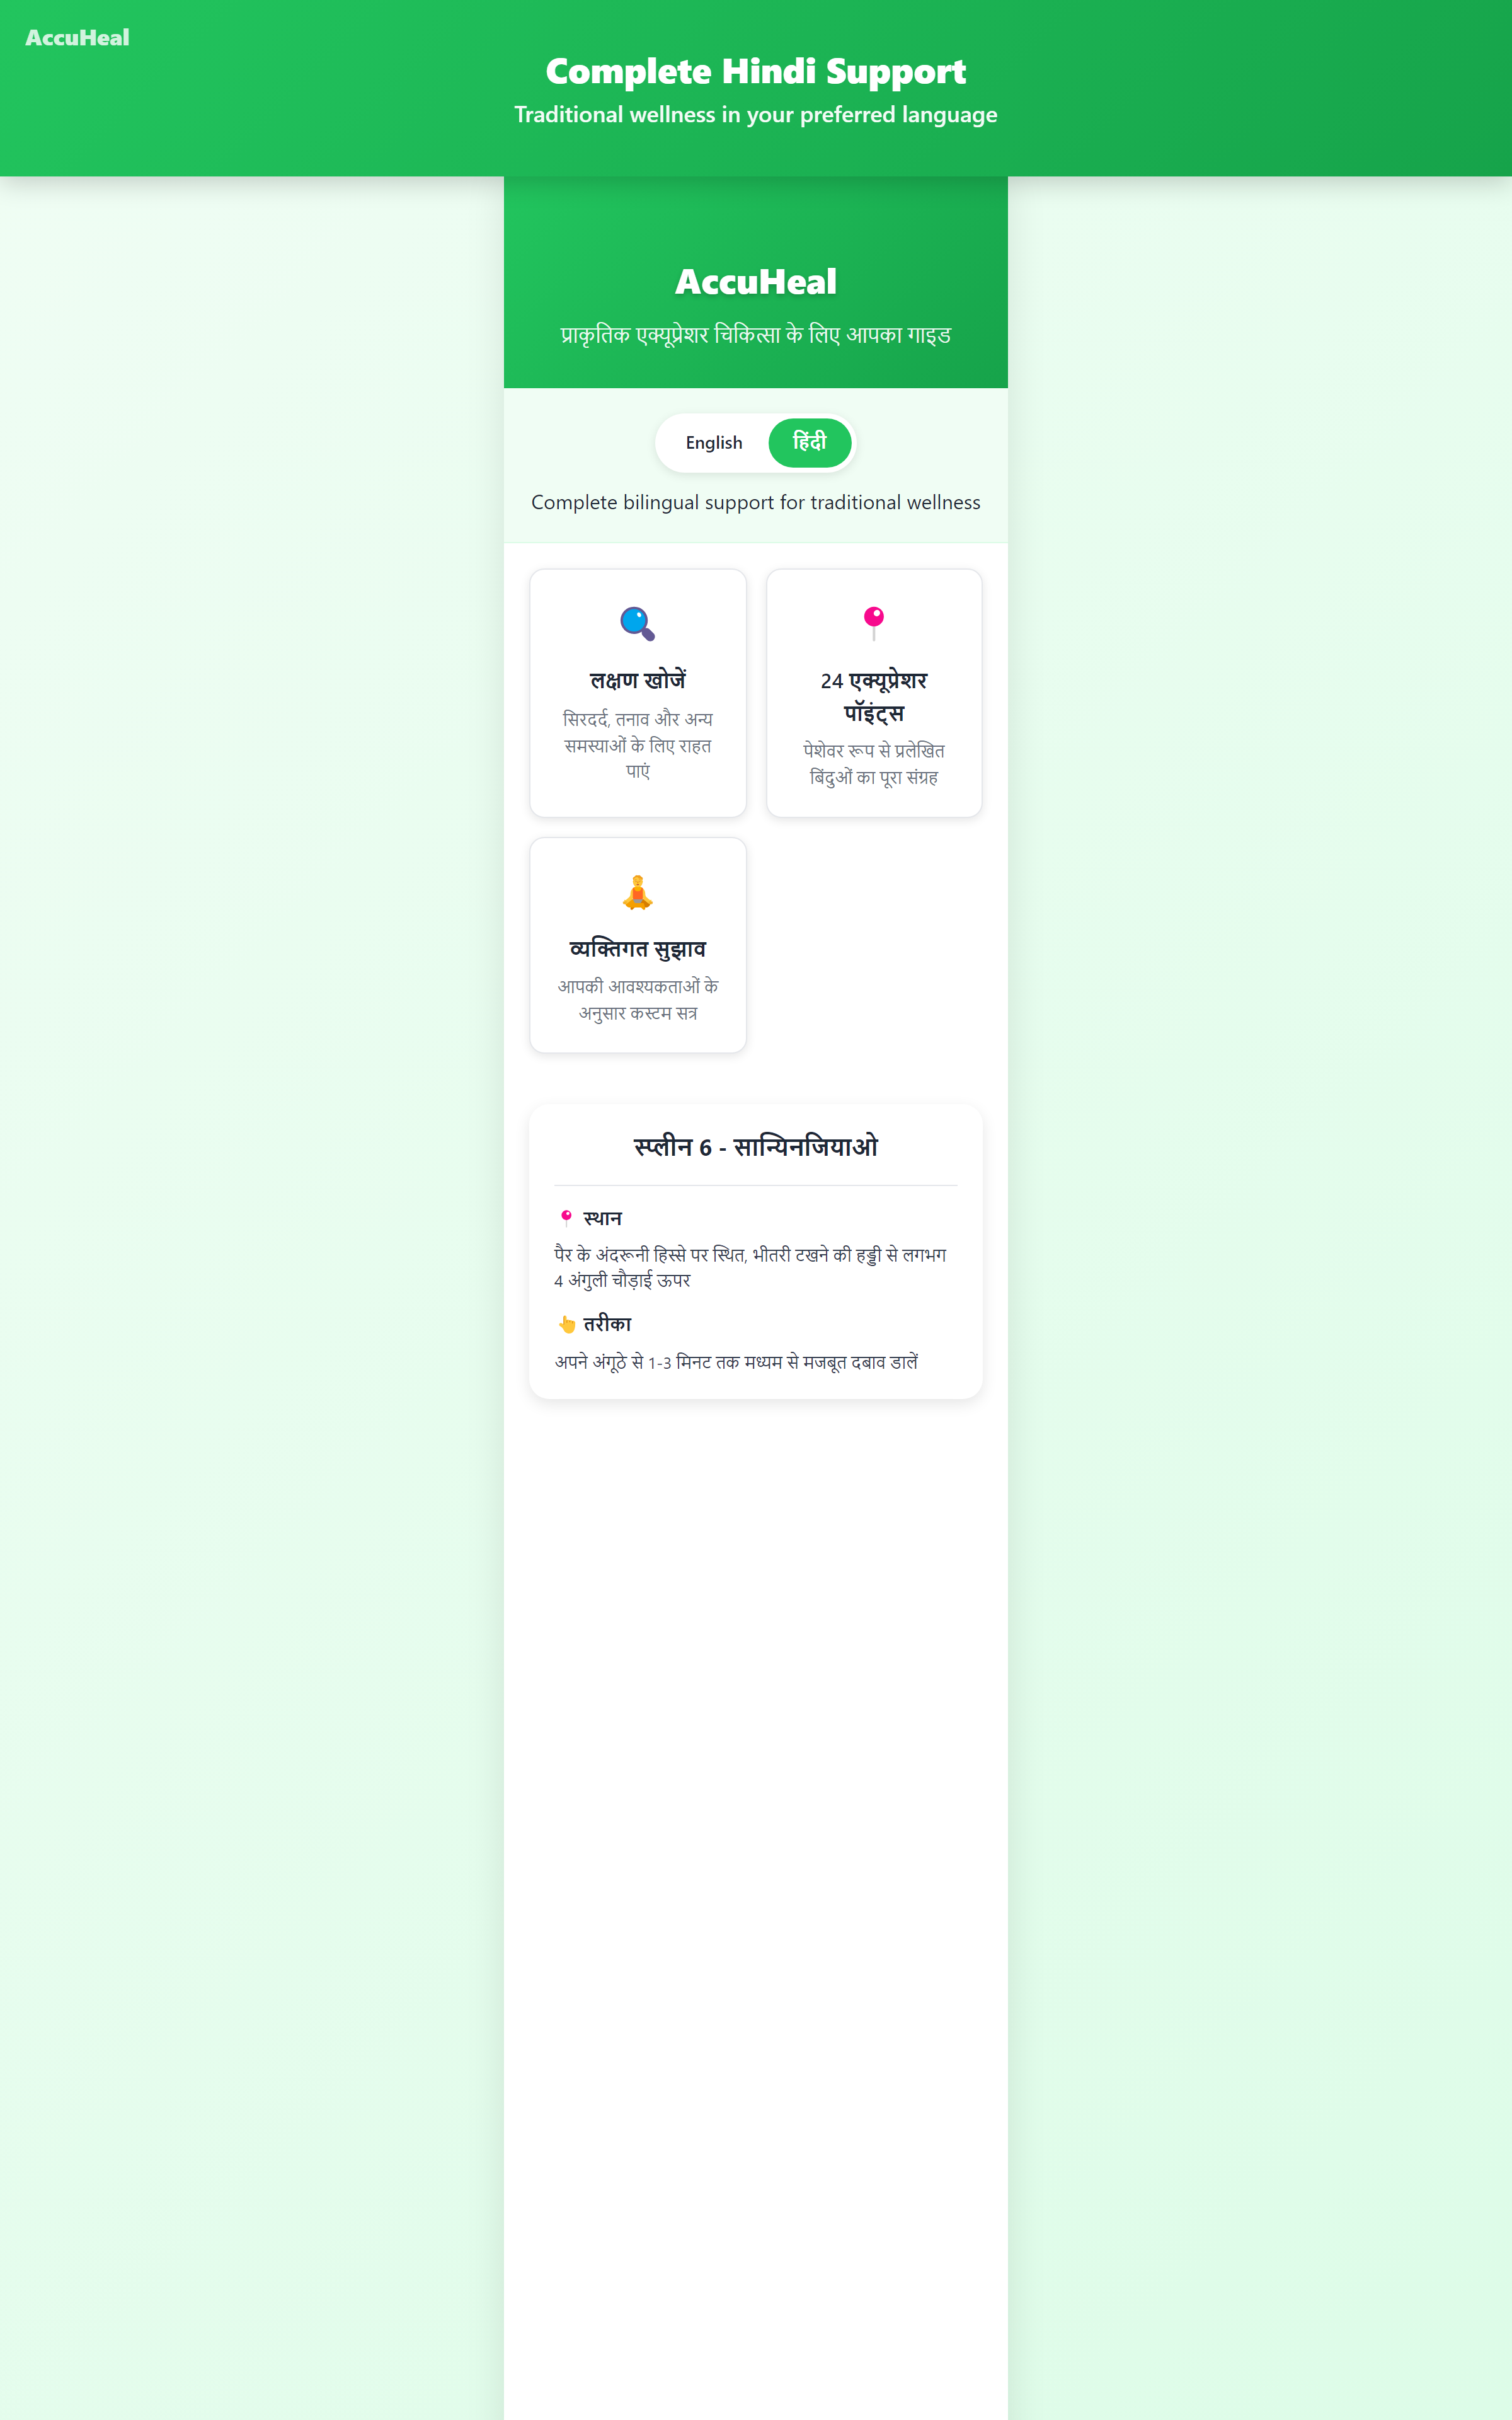 AccuHeal
Complete Hindi Support
Traditional wellness in your preferred language
AccuHeal
प्राकृतिक एक्यूप्रेशर चिकित्सा के लिए आपका गाइड
English
हिंदी
Complete bilingual support for traditional wellness
लक्षण खोजें
सिरदर्द, तनाव और अन्य
समस्याओं के लिए राहत
पाएं
24 एक्यूप्रेशर
पॉइंट्स
पेशेवर रूप से प्रलेखित
बिंदुओं का पूरा संग्रह
व्यक्तिगत सुझाव
आपकी आवश्यकताओं के
अनुसार कस्टम सत्र
स्प्लीन 6 - सान्यिनजियाओ
स्थान
पैर के अंदरूनी हिस्से पर स्थित, भीतरी टखने की हड्डी से लगभग
4 अंगुली चौड़ाई ऊपर
तरीका
अपने अंगूठे से 1-3 मिनट तक मध्यम से मजबूत दबाव डालें